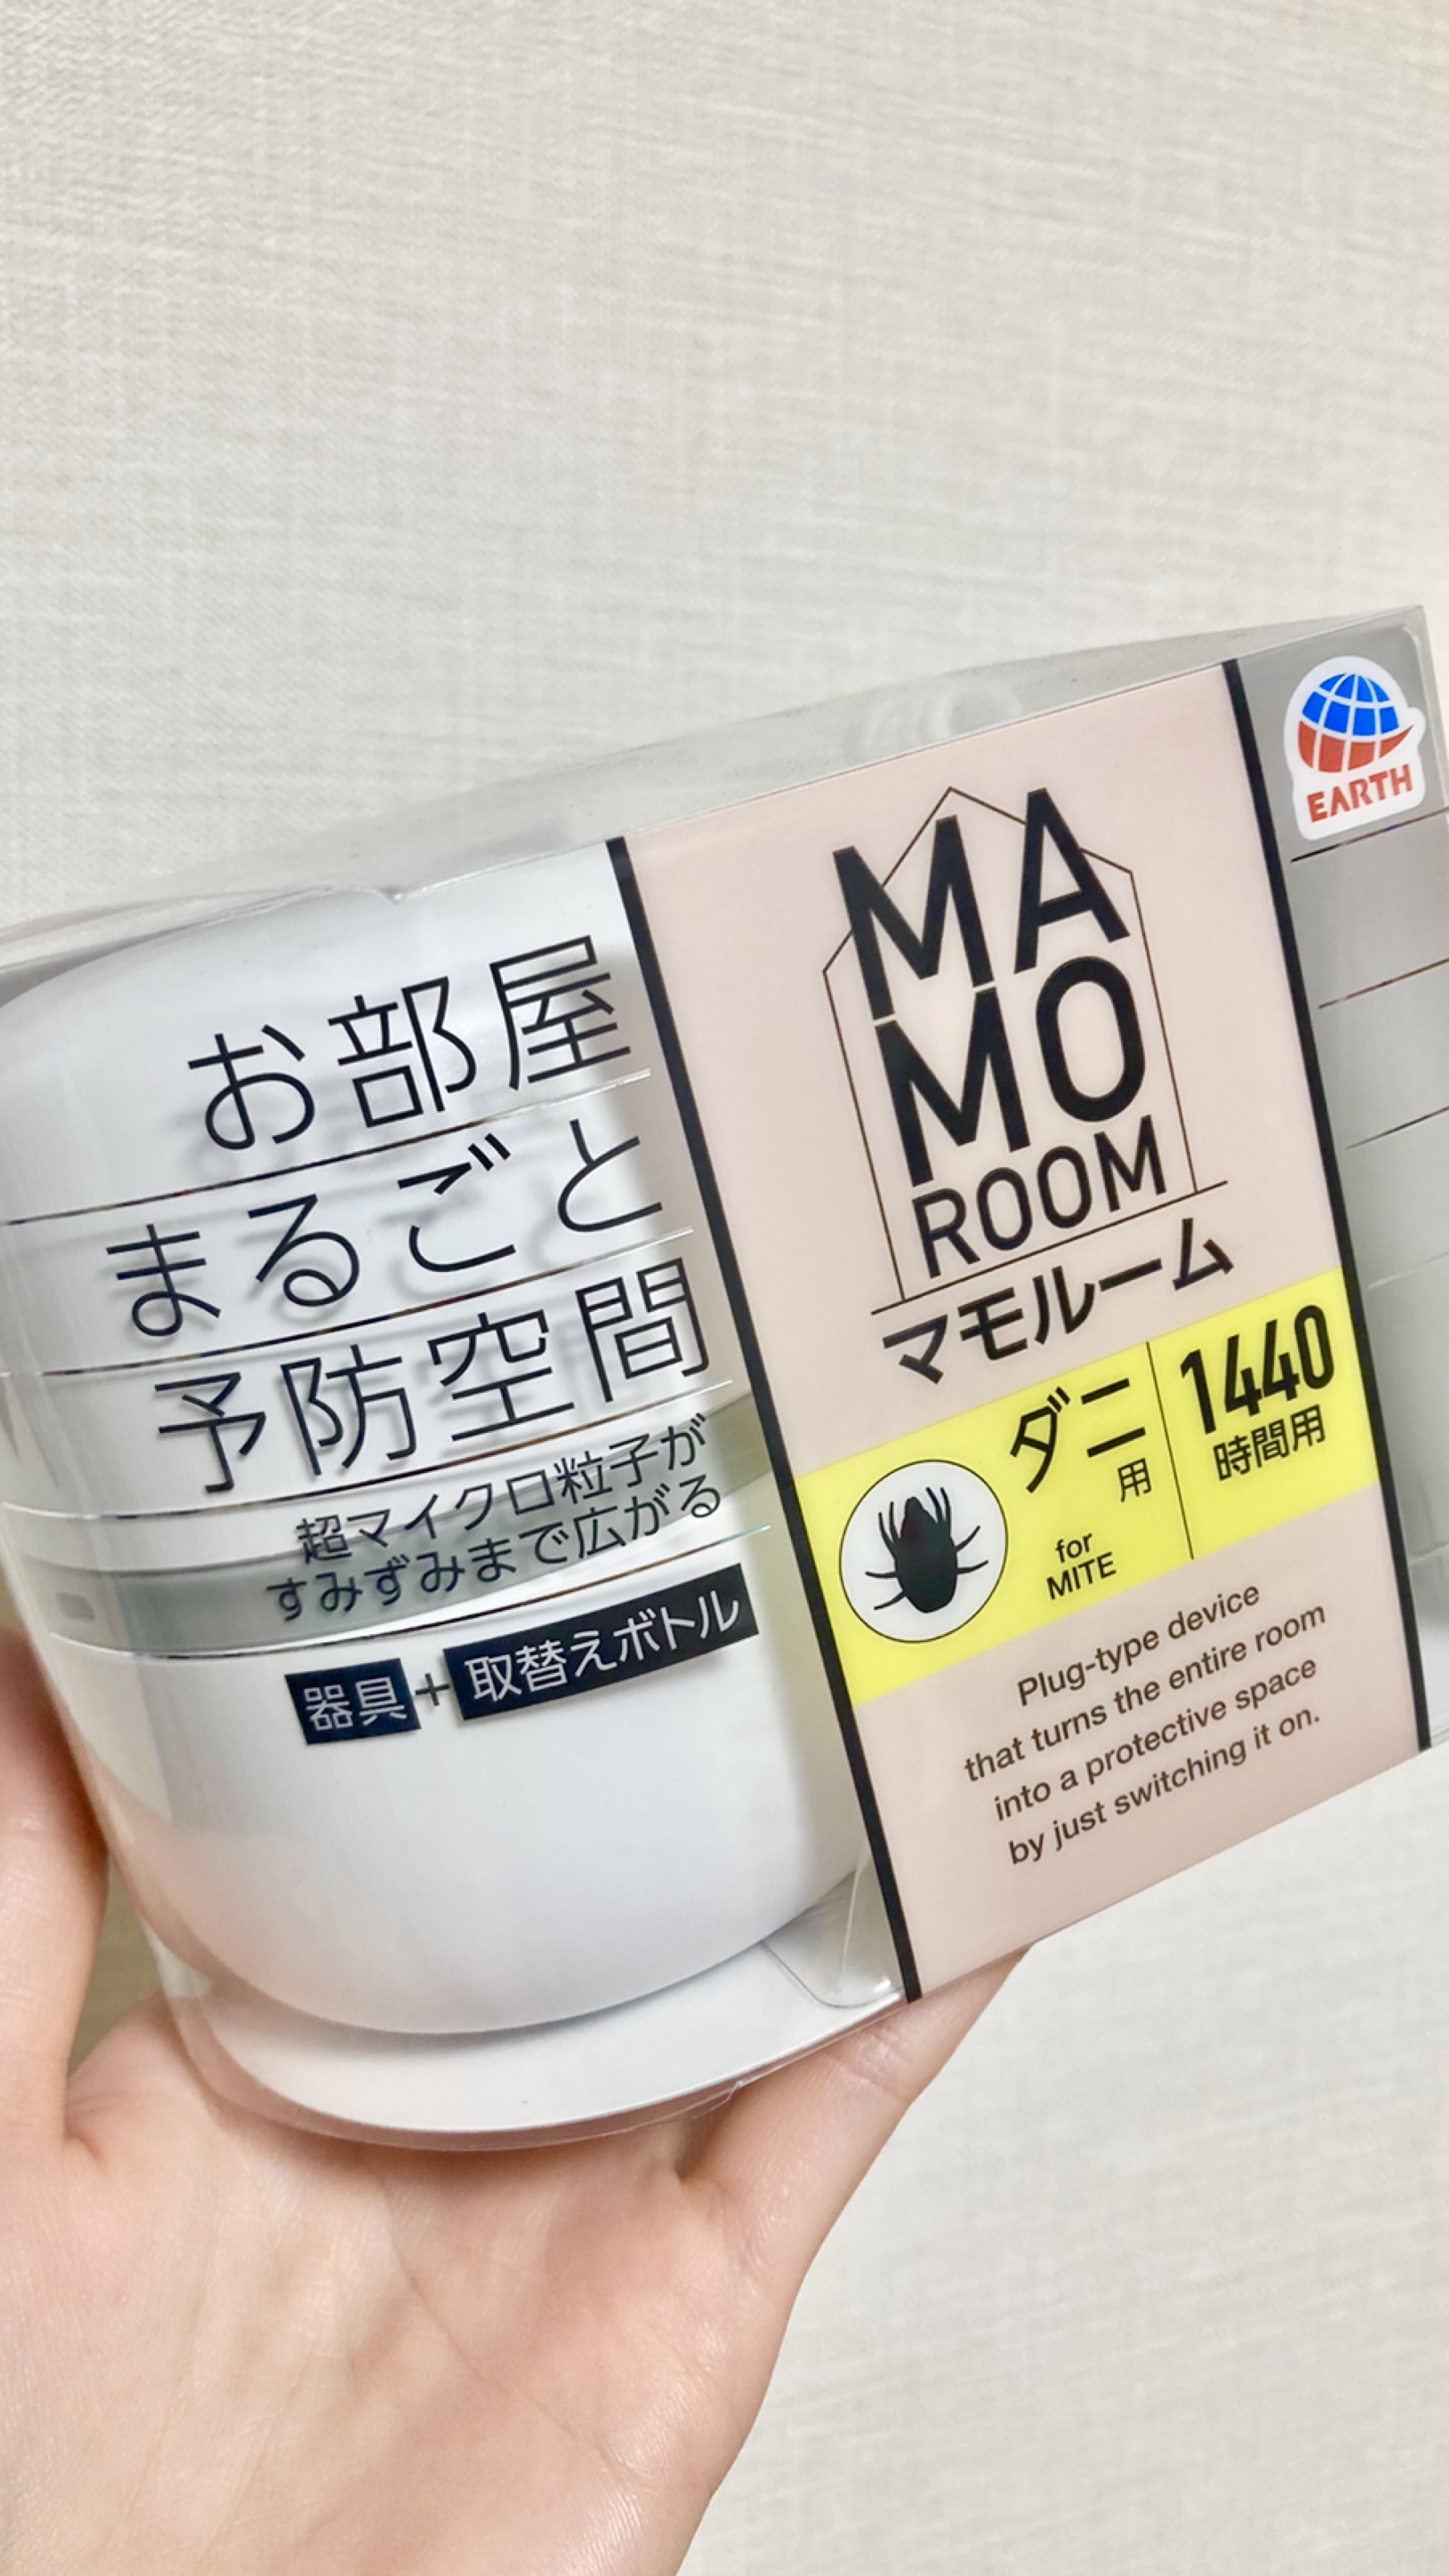 お部屋
まるごと
予防空間
超マイクロ粒子が
すみずみまで広がる
器具+取替えボトル
MA
MO
ROOM
マモルーム
ダニ用
for
MITE
1440
時間用
Plug-type device
that turns the entire room
into a protective space
by just switching it on.
EARTH